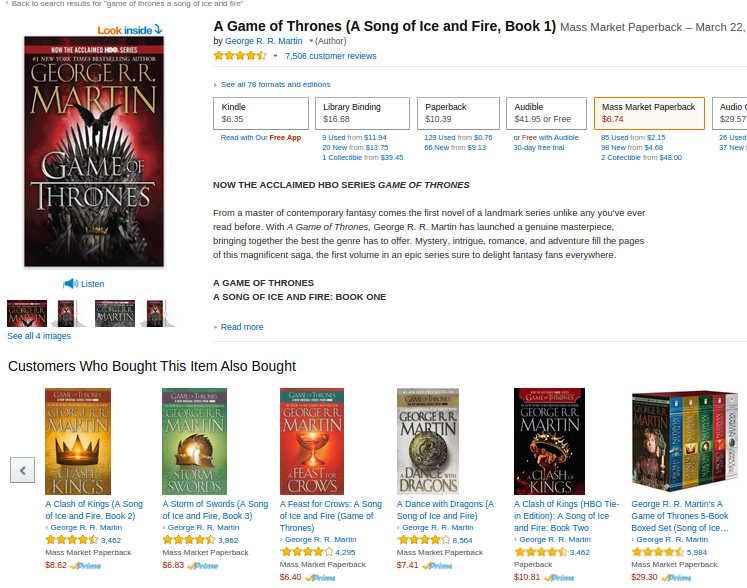 ‹ Back to search results for "game of thrones a song of ice and fire"
Look inside
A Game of Thrones (A Song of Ice and Fire, Book 1) Mass Market Paperback – March 22,
by George R. R. Martin (Author)
7,506 customer reviews
NOW THE ACCLAIMED HBO SERIES
#1 NEW YORK TIMES BESTSELLING AUTHOR
GEORGE R.R.
MARTIN
GAME OF
THRONES
› See all 78 formats and editions
Kindle
$6.35
Library Binding
$16.68
Paperback
$10.39
Audible
$41.95 or Free
Mass Market Paperback
$6.74
Audio C
$29.57
Read with Our Free App
9 Used from $11.94
20 New from $13.75
1 Collectible from $39.45
129 Used from $0.76
66 New from $9.13
or Free with Audible
30-day free trial
85 Used from $2.15
98 New from $4.68
2 Collectible from $48.00
26 Used
37 New
NOW THE ACCLAIMED HBO SERIES GAME OF THRONES
From a master of contemporary fantasy comes the first novel of a landmark series unlike any you've ever
read before. With A Game of Thrones, George R. R. Martin has launched a genuine masterpiece,
bringing together the best the genre has to offer. Mystery, intrigue, romance, and adventure fill the pages
of this magnificent saga, the first volume in an epic series sure to delight fantasy fans everywhere.
A GAME OF THRONES
A SONG OF ICE AND FIRE: BOOK ONE
Read more
Listen
See all 4 images
Customers Who Bought This Item Also Bought
GAME OF THRONES
GEORGE R.R.
MARTIN
A CLASH OF
KINGS
GAME OF THRONES
GEORGE R.R.
MARTIN
A STORM OF
SWORDS
GAME OF THRONES
GEORGE R.R.
MARTIN
A FEAST FOR
CROWS
GEORGE R.R.
MARTIN
A DANCE WITH
DRAGONS
GAME OF THRONES
GEORGE R.R.
MARTIN
A CLASH OF
KINGS
GEORGE R.R.
MARTIN
A Clash of Kings (A Song
of Ice and Fire, Book 2)
› George R. R. Martin
3,462
Mass Market Paperback
$8.62 Prime
A Storm of Swords (A Song
of Ice and Fire, Book 3)
› George R. R. Martin
3,862
Mass Market Paperback
$6.83 Prime
A Feast for Crows: A Song
of Ice and Fire (Game of
Thrones)
› George R. R. Martin
4,295
Mass Market Paperback
$6.40 Prime
A Dance with Dragons (A
Song of Ice and Fire)
› George R. R. Martin
8,564
Mass Market Paperback
$7.41 Prime
A Clash of Kings (HBO Tie-
in Edition): A Song of Ice
and Fire: Book Two
› George R. R. Martin
3,462
Paperback
$10.81 Prime
George R. R. Martin's A
Game of Thrones 5-Book
Boxed Set (Song of Ice…
› George R. R. Martin
5,984
Mass Market Paperback
$29.30 Prime